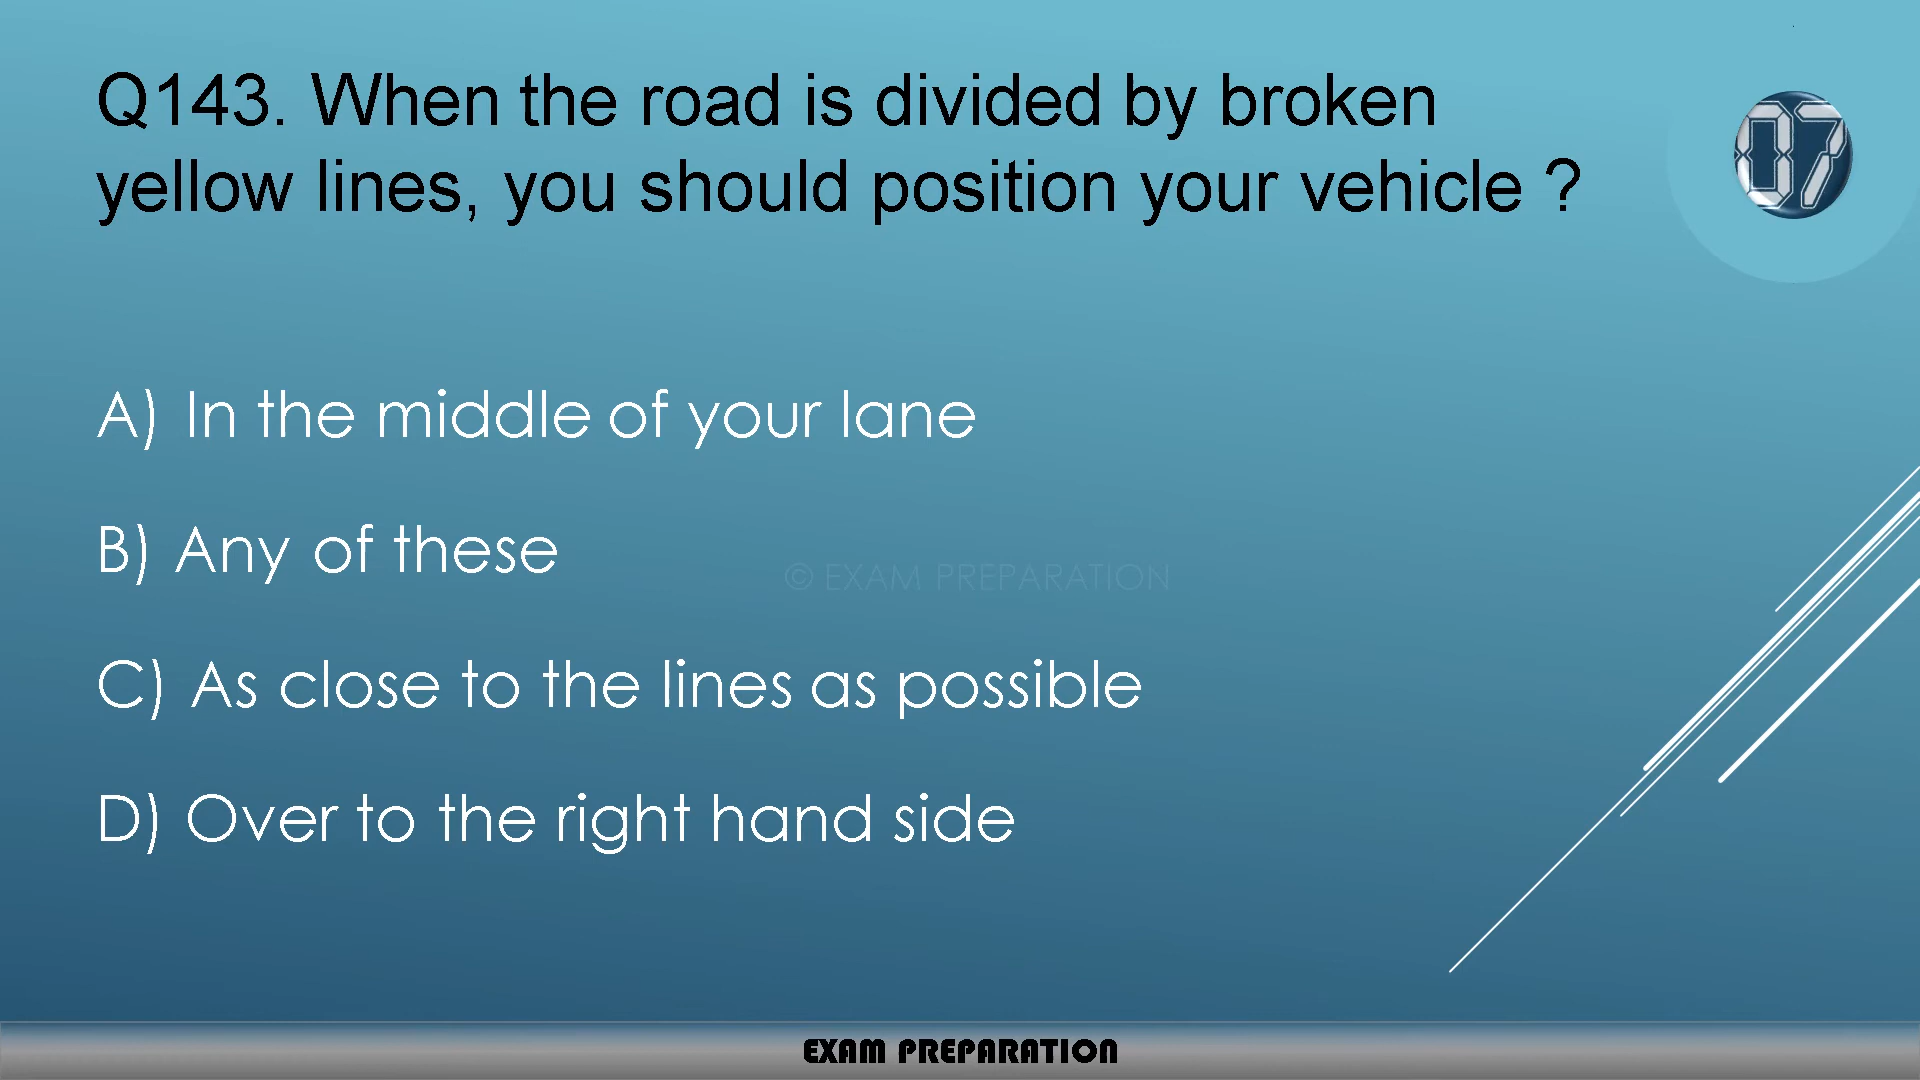 Q143. When the road is divided by broken
yellow lines, you should position your vehicle ?
07
A) In the middle of your lane
B) Any of these
© EXAM PREPARATION
C) As close to the lines as possible
D) Over to the right hand side
EXAM PREPARATION